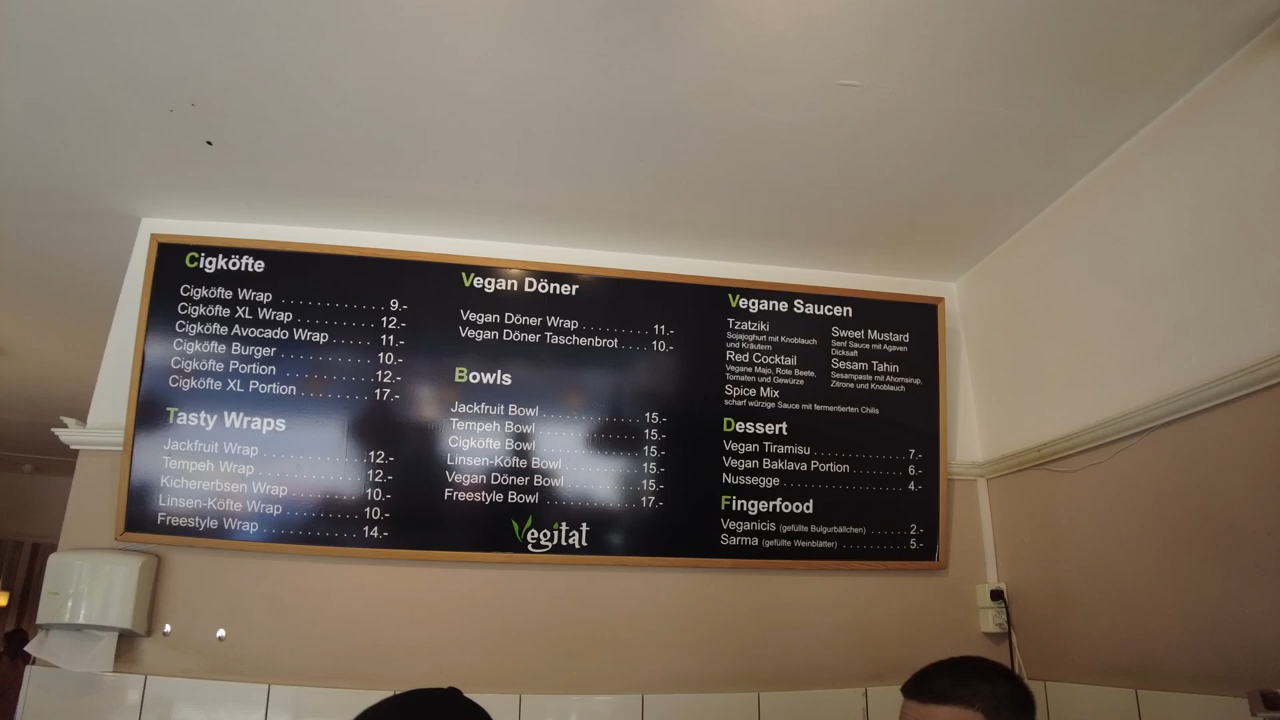 Cigköfte
Cigköfte Wrap ............ 9.-
Cigköfte XL Wrap .......... 12.-
Cigköfte Avocado Wrap ..... 11.-
Cigköfte Burger ............ 10.-
Cigköfte Portion ............ 12.-
Cigköfte XL Portion ......... 17.-
Tasty Wraps
Jackfruit Wrap ............. 12.-
Tempeh Wrap ............. 12.-
Kichererbsen Wrap ......... 10.-
Linsen-Köfte Wrap ......... 10.-
Freestyle Wrap ............ 14.-
Vegan Döner
Vegan Döner Wrap ......... 11.-
Vegan Döner Taschenbrot .... 10.-
Bowls
Jackfruit Bowl ............. 15.-
Tempeh Bowl ............. 15.-
Cigköfte Bowl ............. 15.-
Linsen-Köfte Bowl .......... 15.-
Vegan Döner Bowl .......... 15.-
Freestyle Bowl ............ 17.-
Vegitat
Vegane Saucen
Tzatziki
Sojajoghurt mit Knoblauch
und Kräutern
Red Cocktail
Vegane Majo, Rote Beete,
Tomaten und Gewürze
Spice Mix
scharf würzige Sauce mit fermentierten Chilis
Sweet Mustard
Senf Sauce mit Agaven
Dicksaft
Sesam Tahin
Sesampaste mit Ahornsirup,
Zitrone und Knoblauch
Dessert
Vegan Tiramisu ............. 7.-
Vegan Baklava Portion ....... 6.-
Nussegge ................. 4.-
Fingerfood
Veganicis (gefüllte Bulgurbällchen) ...... 2.-
Sarma (gefüllte Weinblätter) .......... 5.-